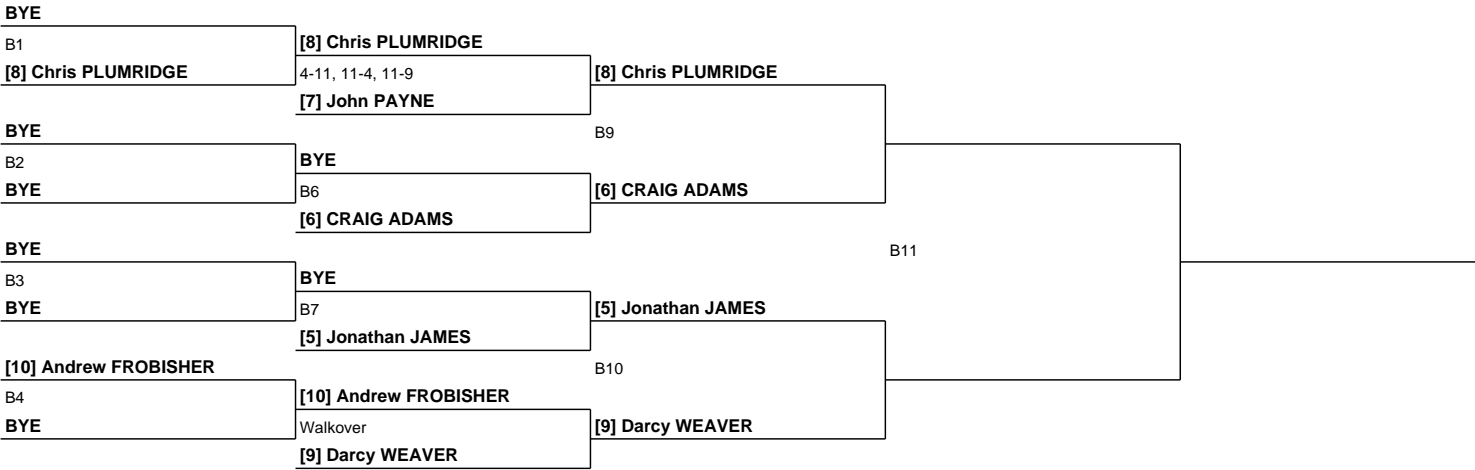 BYE
B1
[8] Chris PLUMRIDGE
BYE
B2
BYE
BYE
B3
BYE
[10] Andrew FROBISHER
B4
BYE
[8] Chris PLUMRIDGE
4-11, 11-4, 11-9
[7] John PAYNE
BYE
B6
[6] CRAIG ADAMS
BYE
B7
[5] Jonathan JAMES
[10] Andrew FROBISHER
Walkover
[9] Darcy WEAVER
[8] Chris PLUMRIDGE
B9
[6] CRAIG ADAMS
[5] Jonathan JAMES
B10
[9] Darcy WEAVER
B11